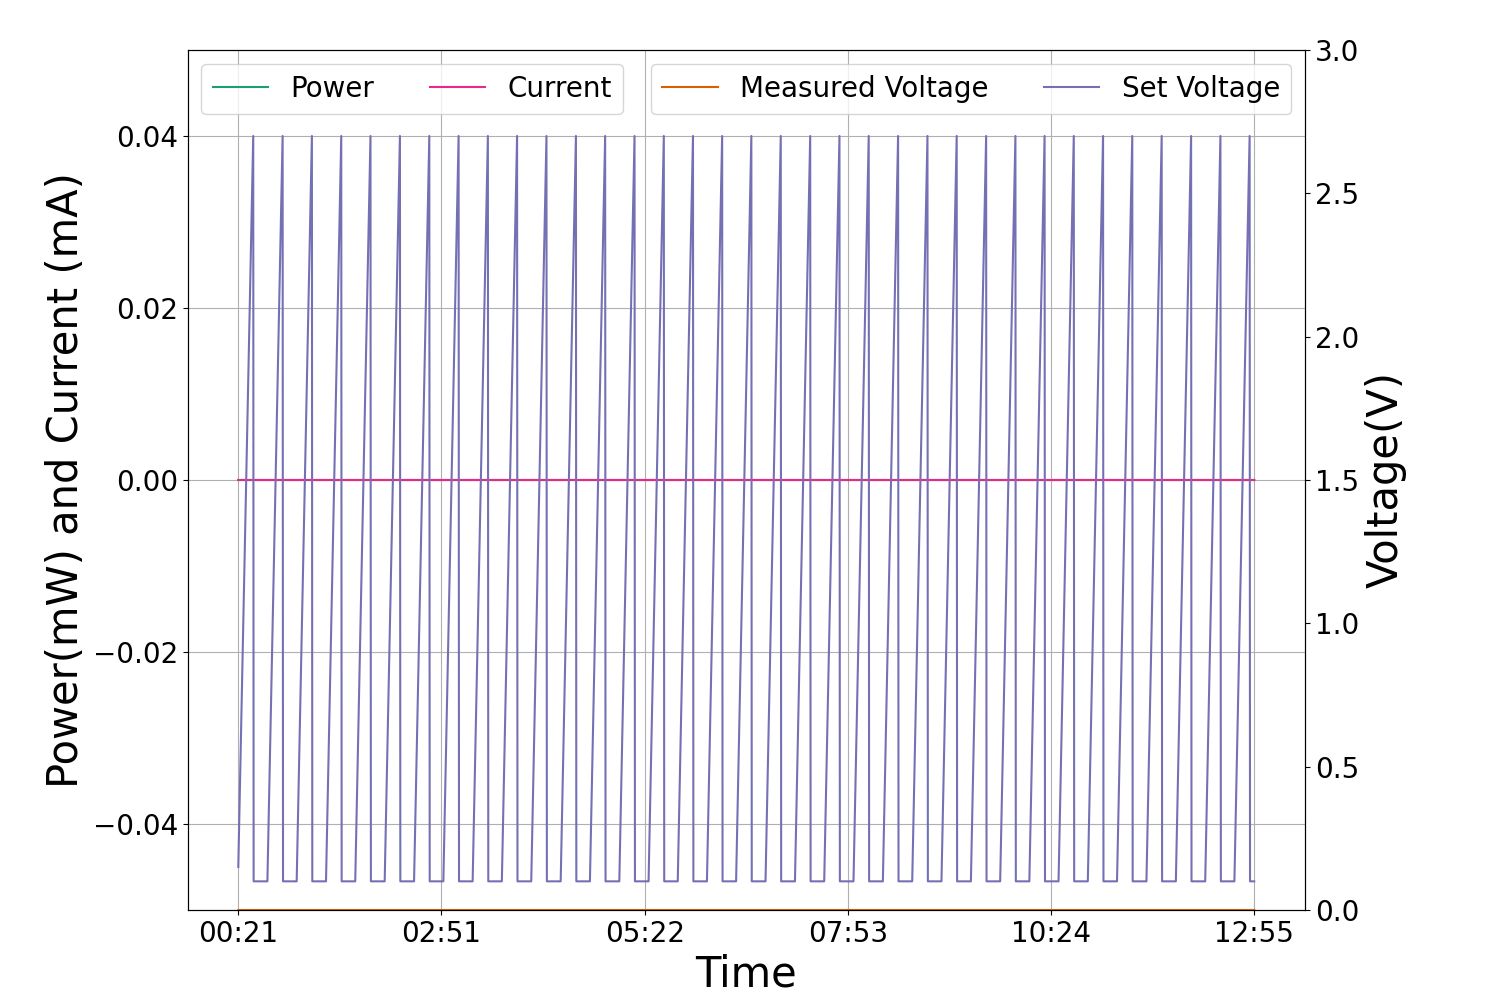 Power Current Measured Voltage Set Voltage
Power(mW) and Current (mA)
0.04
0.02
0.00
−0.02
−0.04
3.0
2.5
2.0
1.5
1.0
0.5
0.0
Voltage(V)
00:21 02:51 05:22 07:53 10:24 12:55
Time